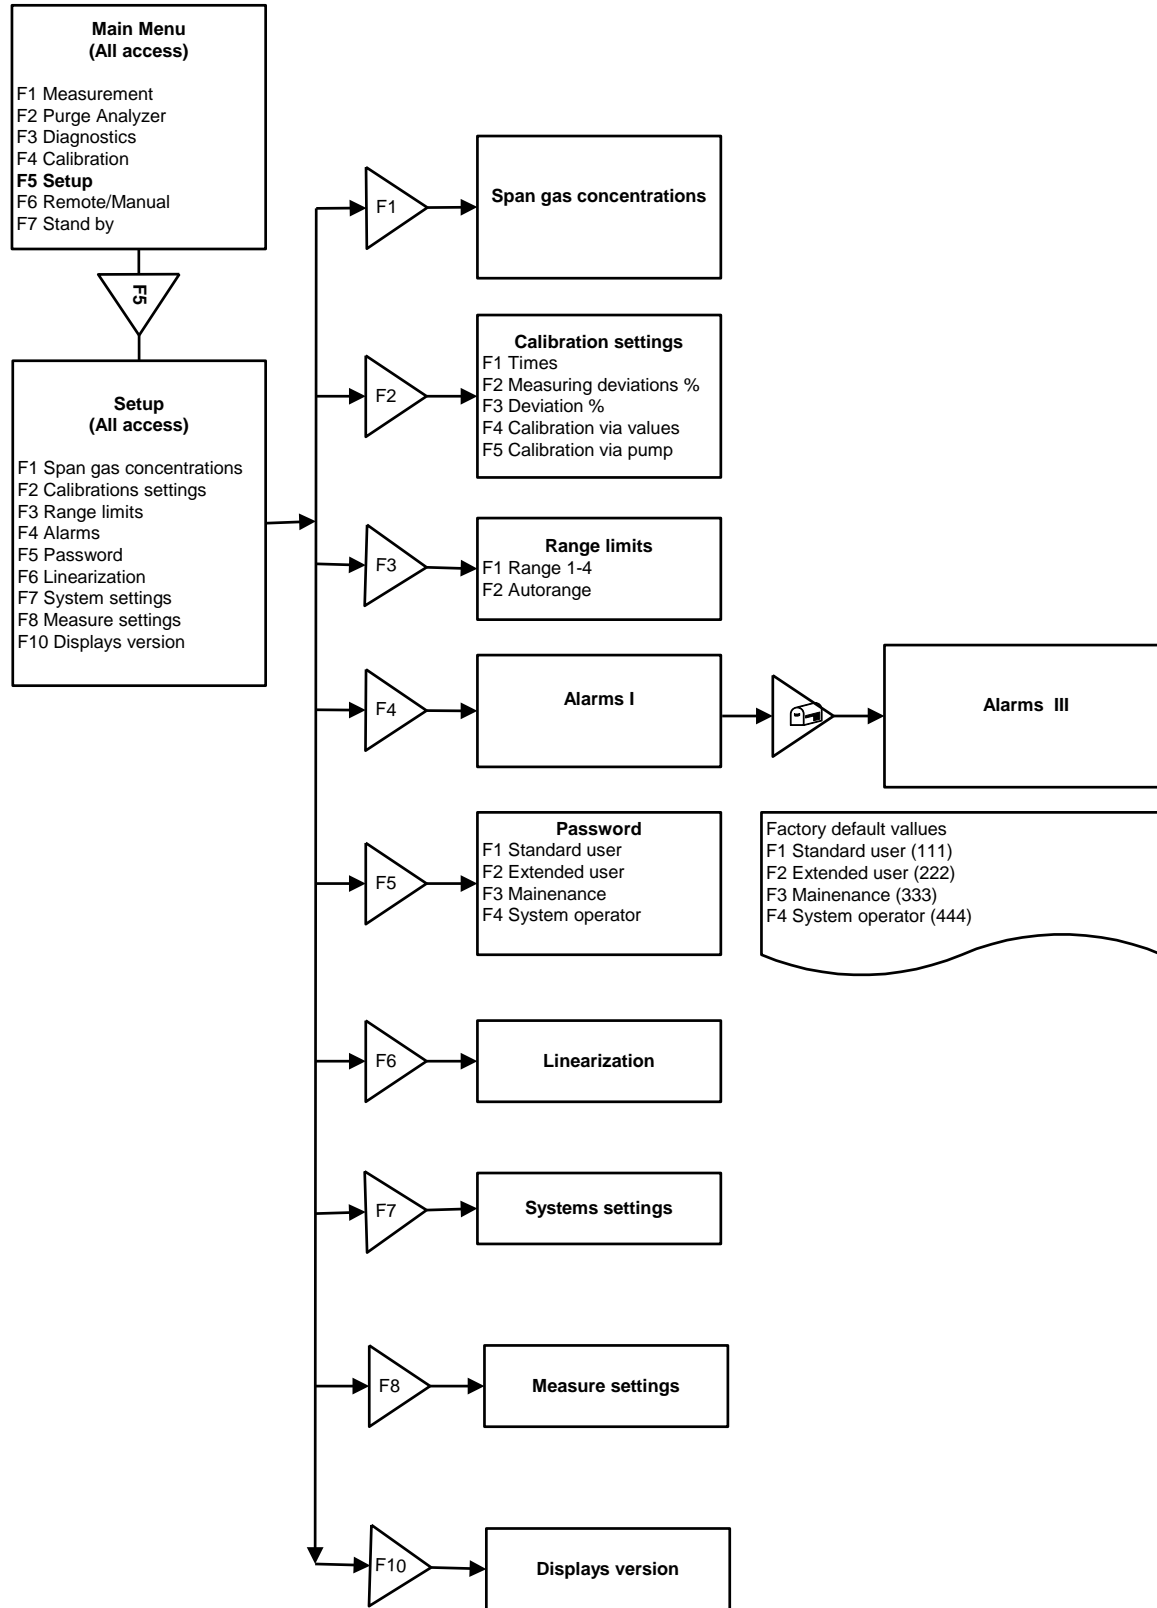 Main Menu
(All access)
F1 Measurement
F2 Purge Analyzer
F3 Diagnostics
F4 Calibration
F5 Setup
F6 Remote/Manual
F7 Stand by
F5
Setup
(All access)
F1 Span gas concentrations
F2 Calibrations settings
F3 Range limits
F4 Alarms
F5 Password
F6 Linearization
F7 System settings
F8 Measure settings
F10 Displays version
F1
Span gas concentrations
F2
Calibration settings
F1 Times
F2 Measuring deviations %
F3 Deviation %
F4 Calibration via values
F5 Calibration via pump
F3
Range limits
F1 Range 1-4
F2 Autorange
F4
Alarms I
Alarms  III
F5
Password
F1 Standard user
F2 Extended user
F3 Mainenance
F4 System operator
Factory default vallues
F1 Standard user (111)
F2 Extended user (222)
F3 Mainenance (333)
F4 System operator (444)
F6
Linearization
F7
Systems settings
F8
Measure settings
F10
Displays version